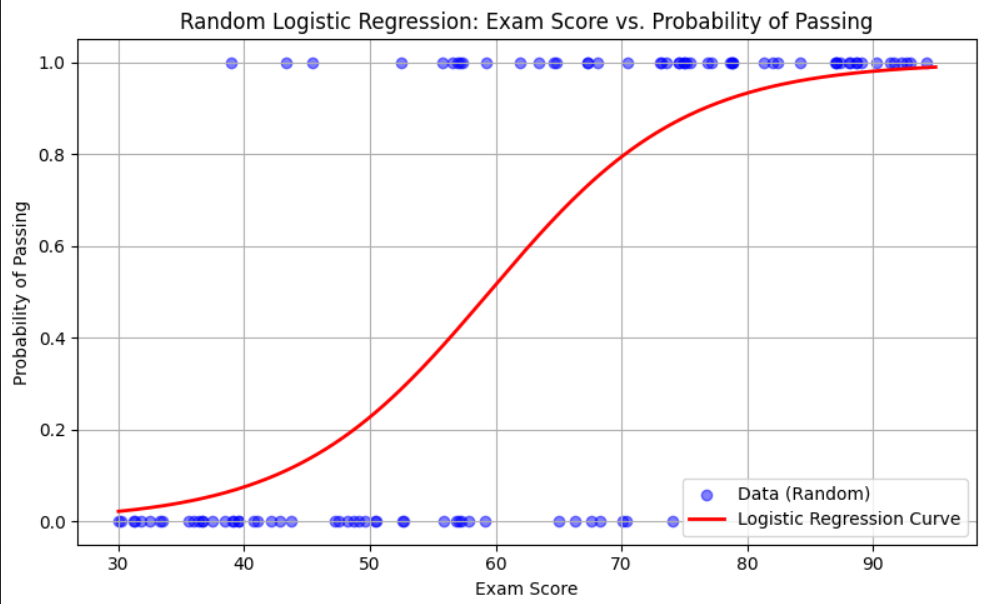 Random Logistic Regression: Exam Score vs. Probability of Passing
Probability of Passing
1.0
0.8
0.6
0.4
0.2
0.0
Data (Random)
Logistic Regression Curve
30 40 50 60 70 80 90
Exam Score